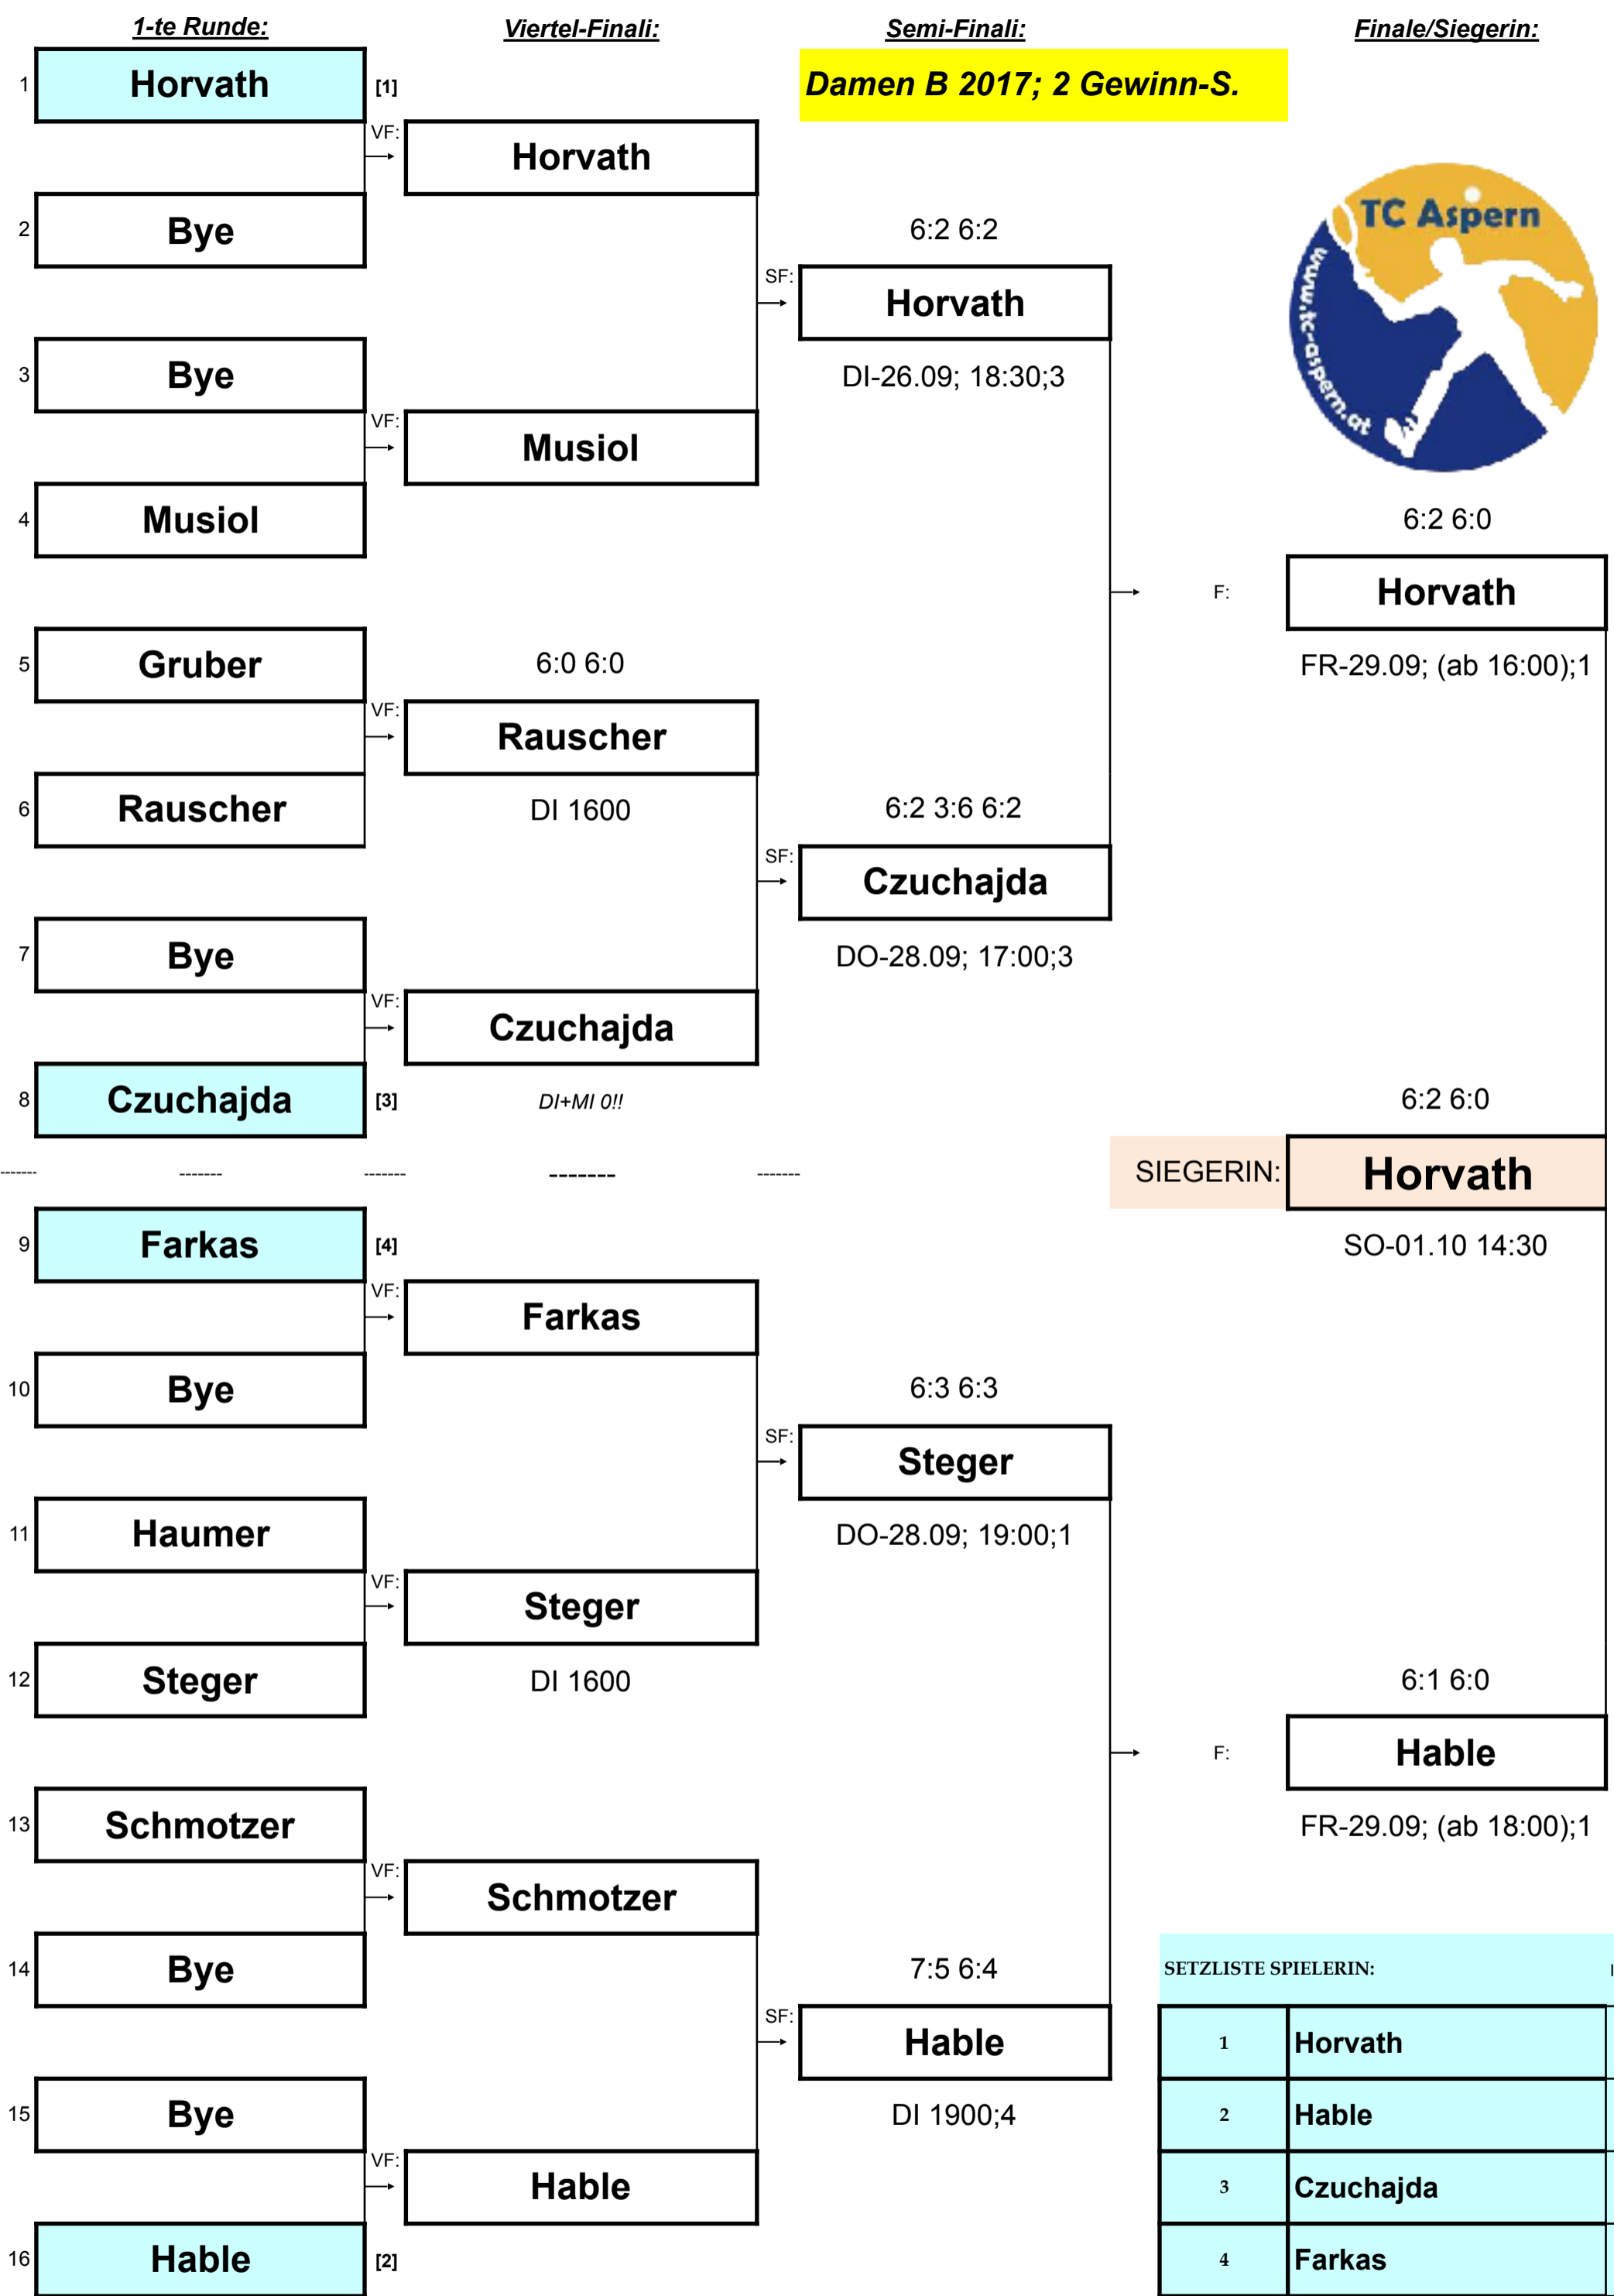 1-te Runde: Viertel-Finali: Semi-Finali: Finale/Siegerin:
1 Horvath [1] Damen B 2017; 2 Gewinn-S.
VF: Horvath
TC Aspern
www.tc-aspern.at
2 Bye 6:2 6:2
SF: Horvath
3 Bye DI-26.09; 18:30;3
VF: Musiol
4 Musiol 6:2 6:0
F: Horvath
5 Gruber 6:0 6:0 FR-29.09; (ab 16:00);1
VF: Rauscher
6 Rauscher DI 1600 6:2 3:6 6:2
SF: Czuchajda
7 Bye DO-28.09; 17:00;3
VF: Czuchajda
8 Czuchajda [3] DI+MI 0!! 6:2 6:0
------- ------- ------- ------- ------- SIEGERIN: Horvath
9 Farkas [4] SO-01.10 14:30
VF: Farkas
10 Bye 6:3 6:3
SF: Steger
11 Haumer DO-28.09; 19:00;1
VF: Steger
12 Steger DI 1600 6:1 6:0
F: Hable
13 Schmotzer FR-29.09; (ab 18:00);1
VF: Schmotzer
14 Bye 7:5 6:4 SETZLISTE SPIELERIN:
SF: Hable 1 Horvath
15 Bye DI 1900;4 2 Hable
VF: Hable 3 Czuchajda
16 Hable [2] 4 Farkas